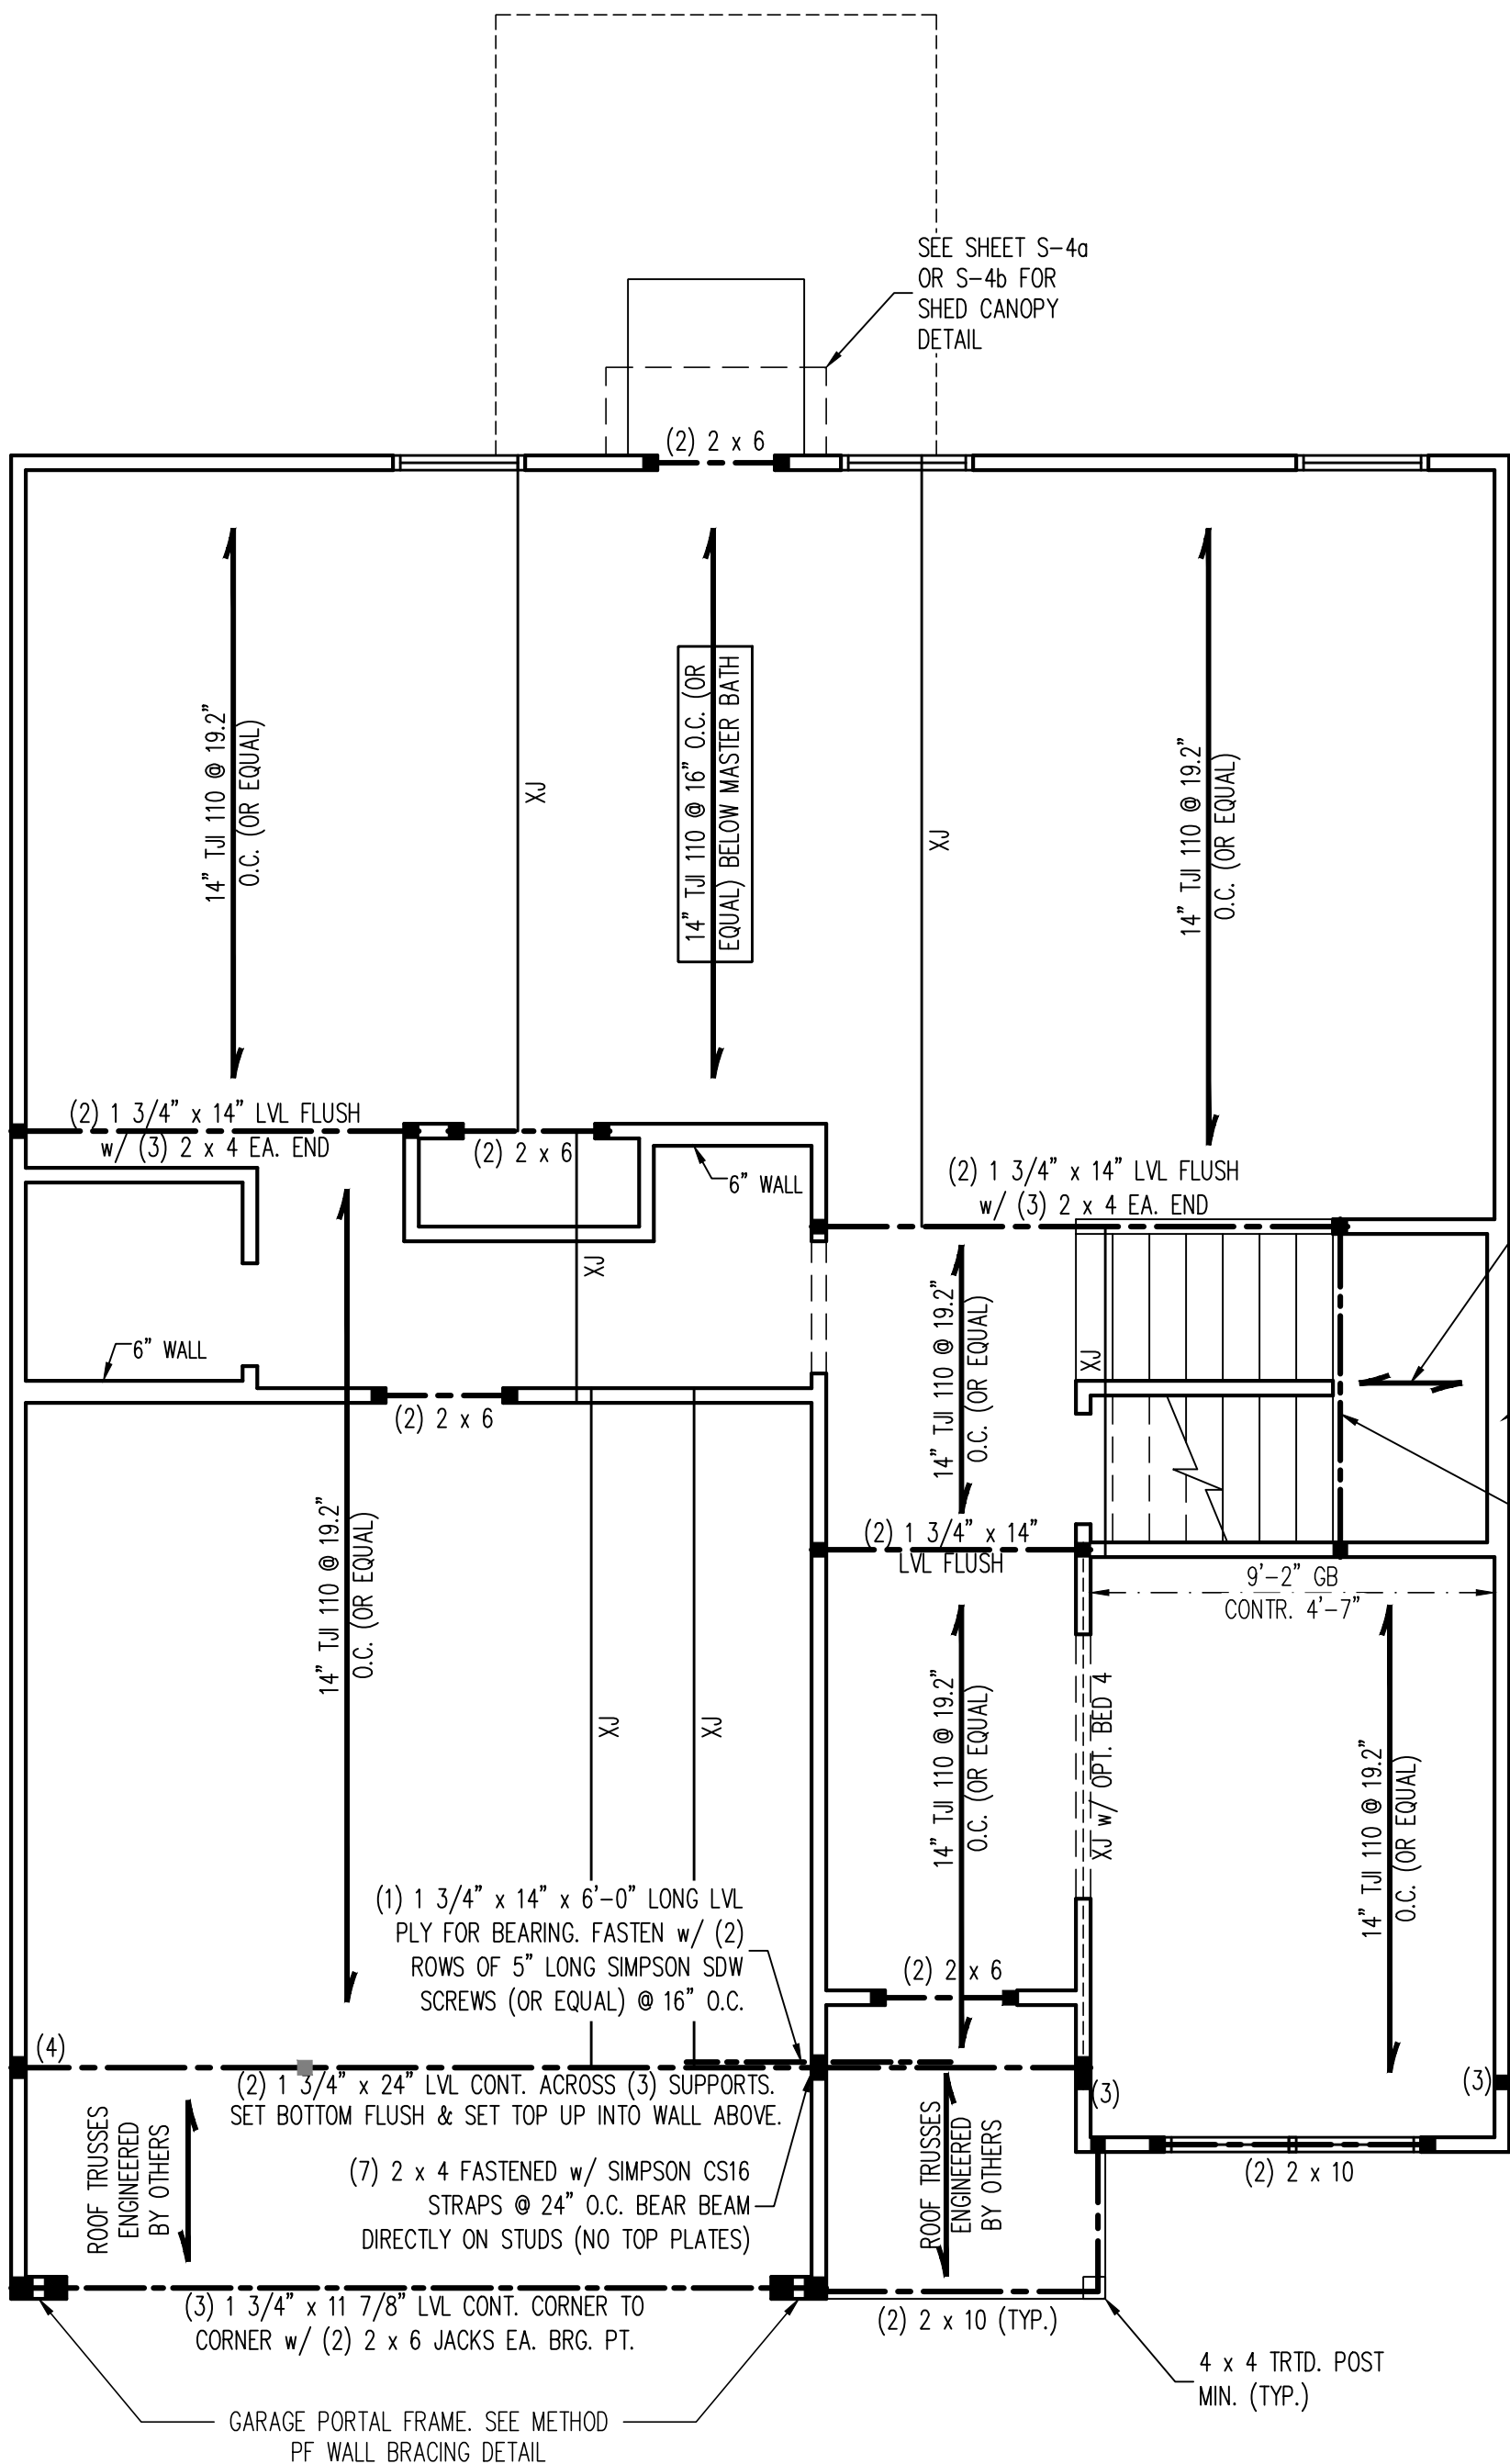 SEE SHEET S-4a
OR S-4b FOR
SHED CANOPY
DETAIL
(2) 2 x 6
14" TJI 110 @ 19.2"
O.C. (OR EQUAL)
XJ
14" TJI 110 @ 16" O.C. (OR
EQUAL) BELOW MASTER BATH
XJ
14" TJI 110 @ 19.2"
O.C. (OR EQUAL)
(2) 1 3/4" x 14" LVL FLUSH
w/ (3) 2 x 4 EA. END
(2) 2 x 6
6" WALL
(2) 1 3/4" x 14" LVL FLUSH
w/ (3) 2 x 4 EA. END
XJ
6" WALL
14" TJI 110 @ 19.2"
O.C. (OR EQUAL)
XJ
(2) 2 x 6
14" TJI 110 @ 19.2"
O.C. (OR EQUAL)
(2) 1 3/4" x 14"
LVL FLUSH
9'-2" GB
CONTR. 4'-7"
XJ
XJ
14" TJI 110 @ 19.2"
O.C. (OR EQUAL)
XJ w/ OPT. BED 4
14" TJI 110 @ 19.2"
O.C. (OR EQUAL)
(1) 1 3/4" x 14" x 6'-0" LONG LVL
PLY FOR BEARING. FASTEN w/ (2)
ROWS OF 5" LONG SIMPSON SDW
SCREWS (OR EQUAL) @ 16" O.C.
(2) 2 x 6
(4)
(2) 1 3/4" x 24" LVL CONT. ACROSS (3) SUPPORTS.
SET BOTTOM FLUSH & SET TOP UP INTO WALL ABOVE.
(3)
(3)
ROOF TRUSSES
ENGINEERED
BY OTHERS
(7) 2 x 4 FASTENED w/ SIMPSON CS16
STRAPS @ 24" O.C. BEAR BEAM
DIRECTLY ON STUDS (NO TOP PLATES)
ROOF TRUSSES
ENGINEERED
BY OTHERS
(2) 2 x 10
(3) 1 3/4" x 11 7/8" LVL CONT. CORNER TO
CORNER w/ (2) 2 x 6 JACKS EA. BRG. PT.
(2) 2 x 10 (TYP.)
4 x 4 TRTD. POST
MIN. (TYP.)
GARAGE PORTAL FRAME. SEE METHOD
PF WALL BRACING DETAIL